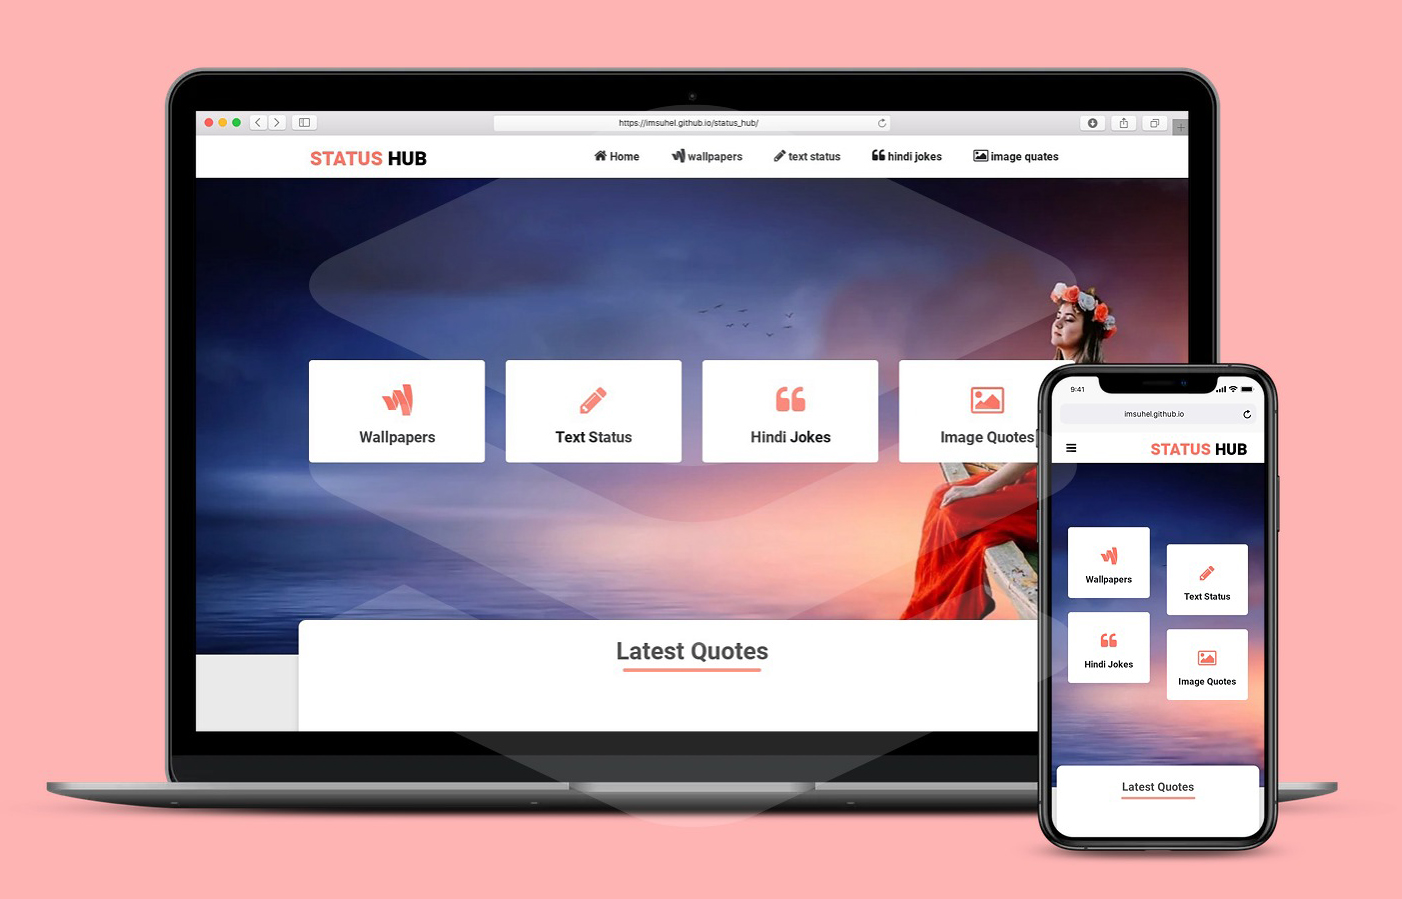 https://imsuhel.github.io/status_hub/
STATUS HUB
Home wallpapers text status hindi jokes image quates
Wallpapers
Text Status
Hindi Jokes
Image Quotes
Latest Quotes
9:41
imsuhel.github.io
STATUS HUB
Wallpapers
Text Status
Hindi Jokes
Image Quotes
Latest Quotes